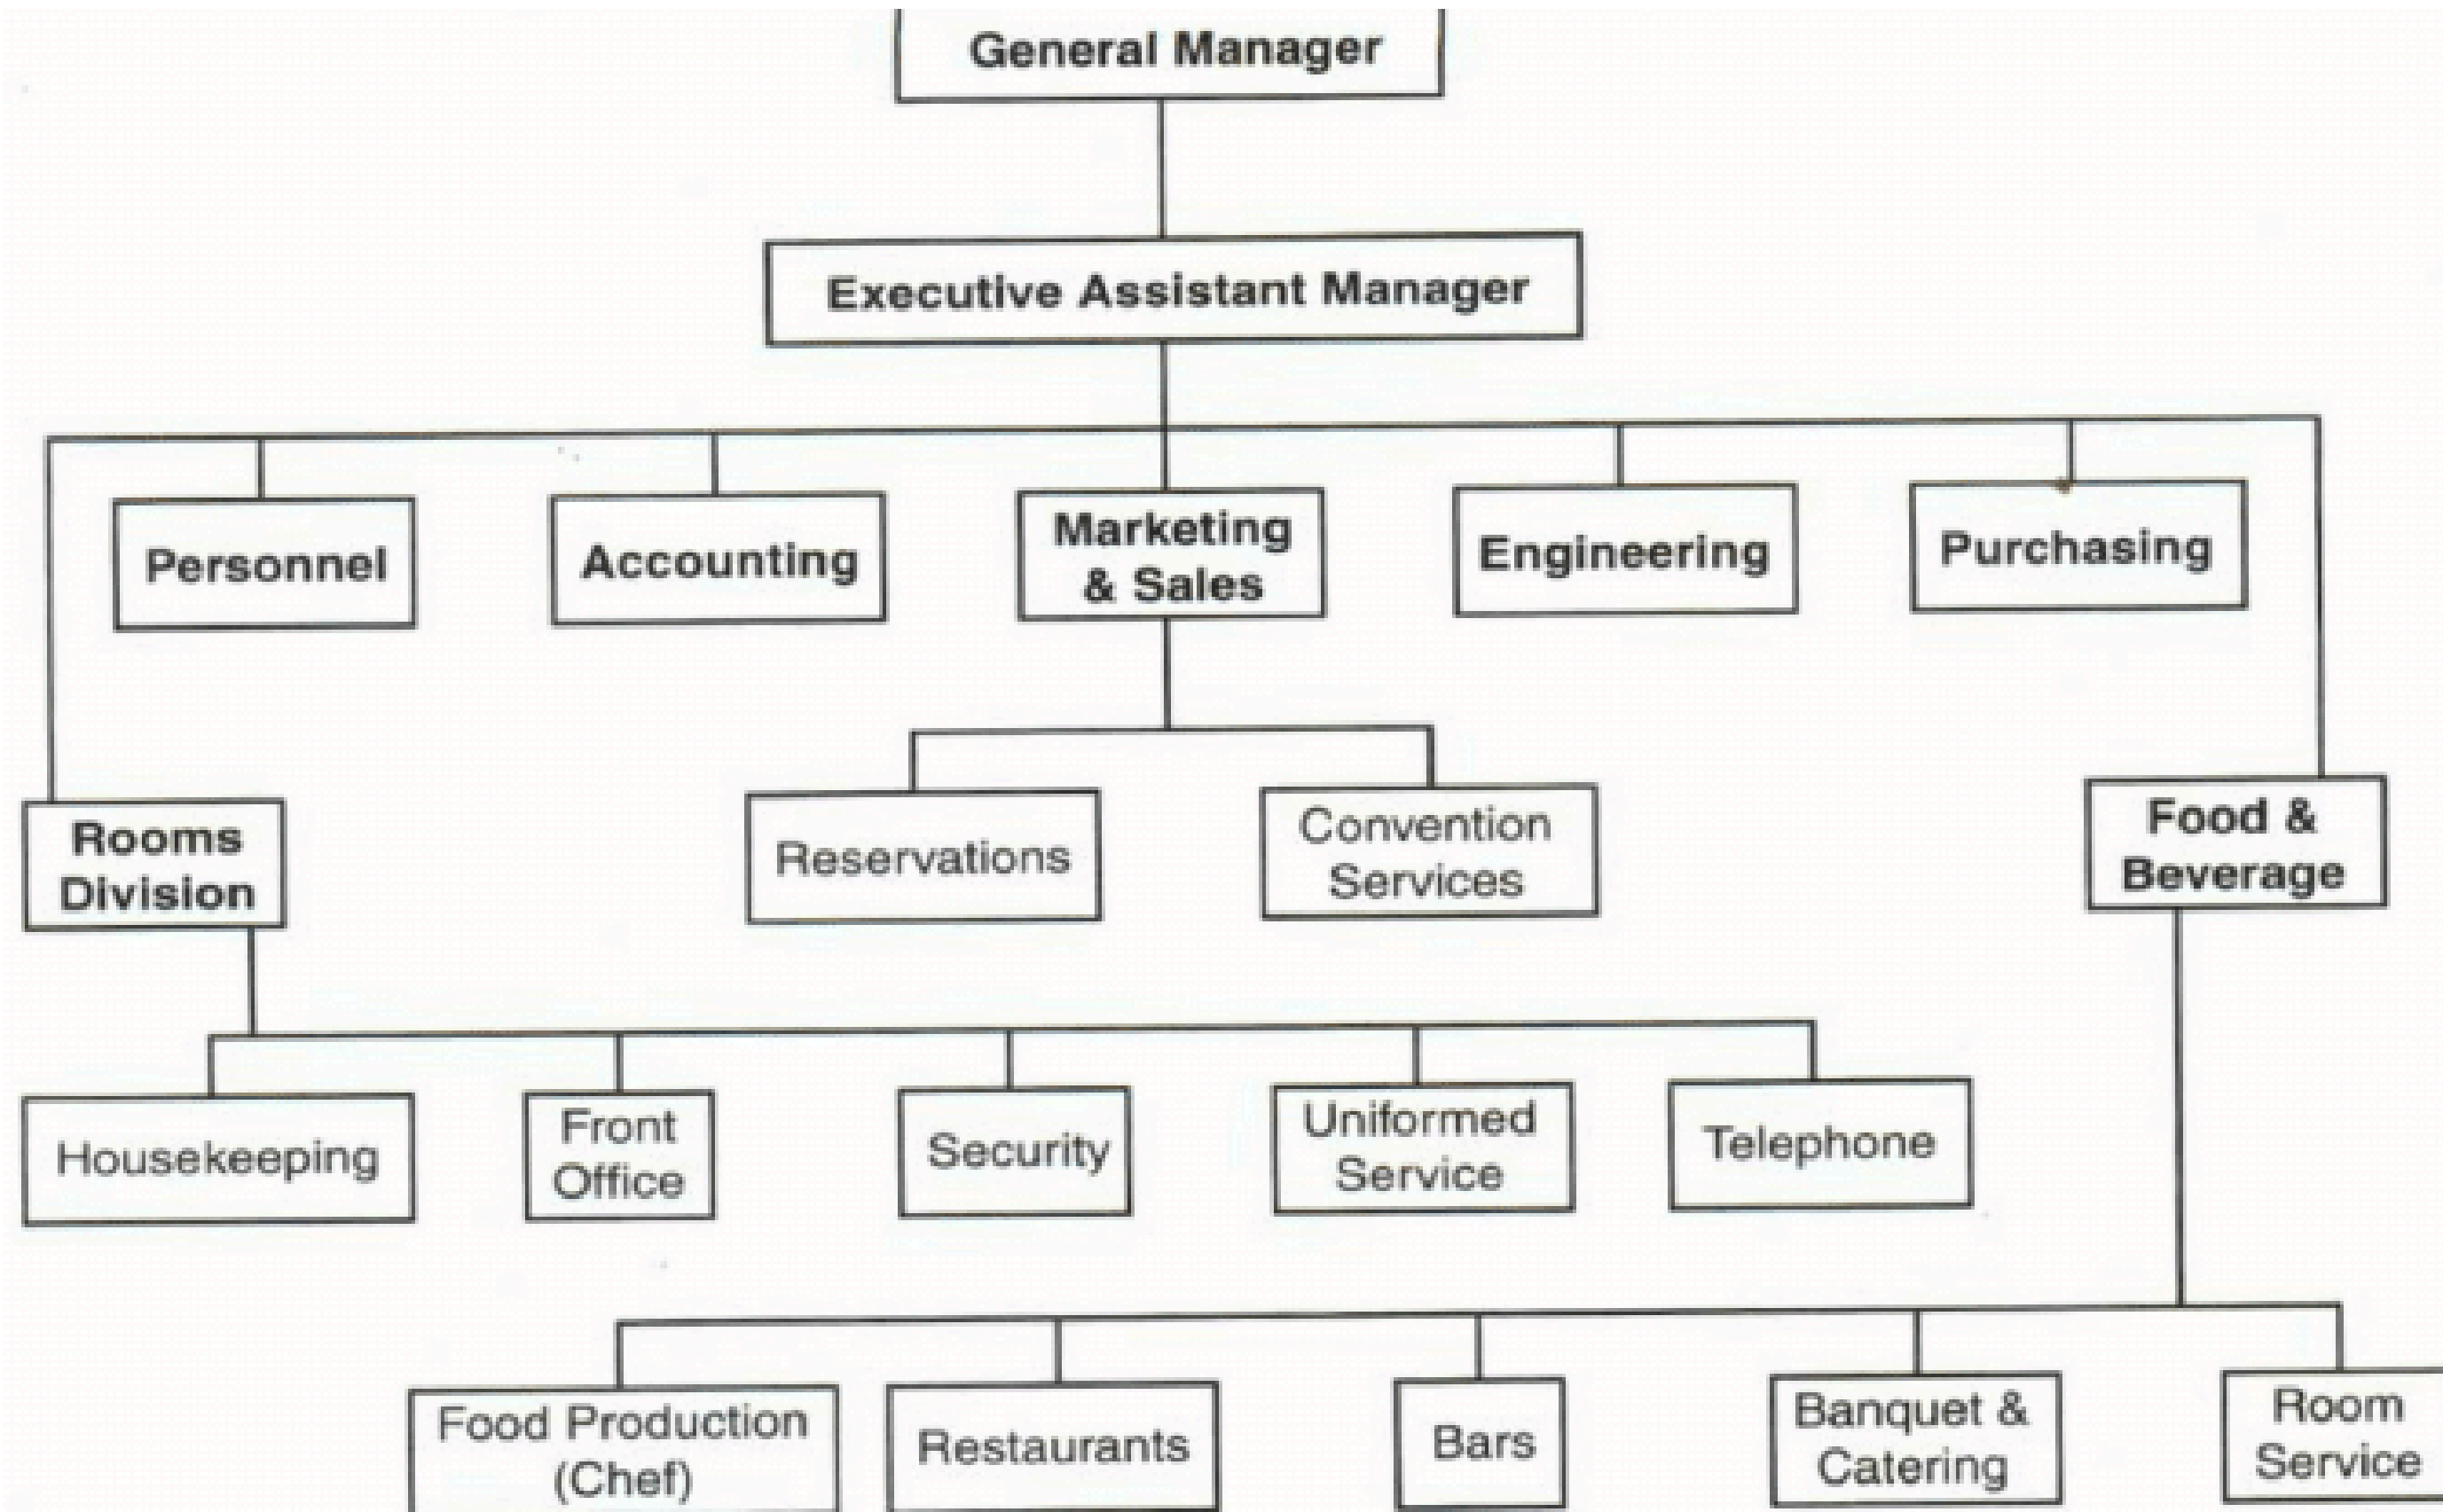 General Manager
Executive Assistant Manager
Personnel
Accounting
Marketing
& Sales
Engineering
Purchasing
Rooms
Division
Reservations
Convention
Services
Food &
Beverage
Housekeeping
Front
Office
Security
Uniformed
Service
Telephone
Food Production
(Chef)
Restaurants
Bars
Banquet &
Catering
Room
Service